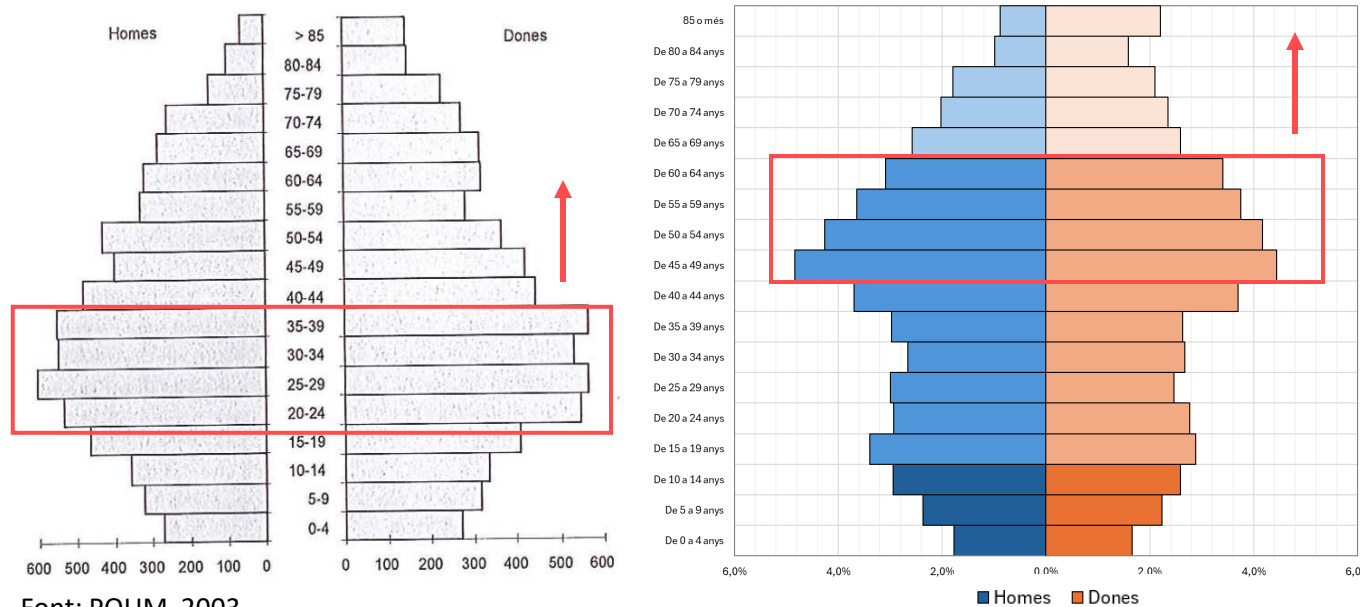 Homes
Dones
> 85
80-84
75-79
70-74
65-69
60-64
55-59
50-54
45-49
40-44
35-39
30-34
25-29
20-24
15-19
10-14
5-9
0-4
600 500 400 300 200 100 0
0 100 200 300 400 500 600
Font: POUM, 2003
85 o més
De 80 a 84 anys
De 75 a 79 anys
De 70 a 74 anys
De 65 a 69 anys
De 60 a 64 anys
De 55 a 59 anys
De 50 a 54 anys
De 45 a 49 anys
De 40 a 44 anys
De 35 a 39 anys
De 30 a 34 anys
De 25 a 29 anys
De 20 a 24 anys
De 15 a 19 anys
De 10 a 14 anys
De 5 a 9 anys
De 0 a 4 anys
6,0% 4,0% 2,0% 0,0% 2,0% 4,0% 6,0
Homes Dones